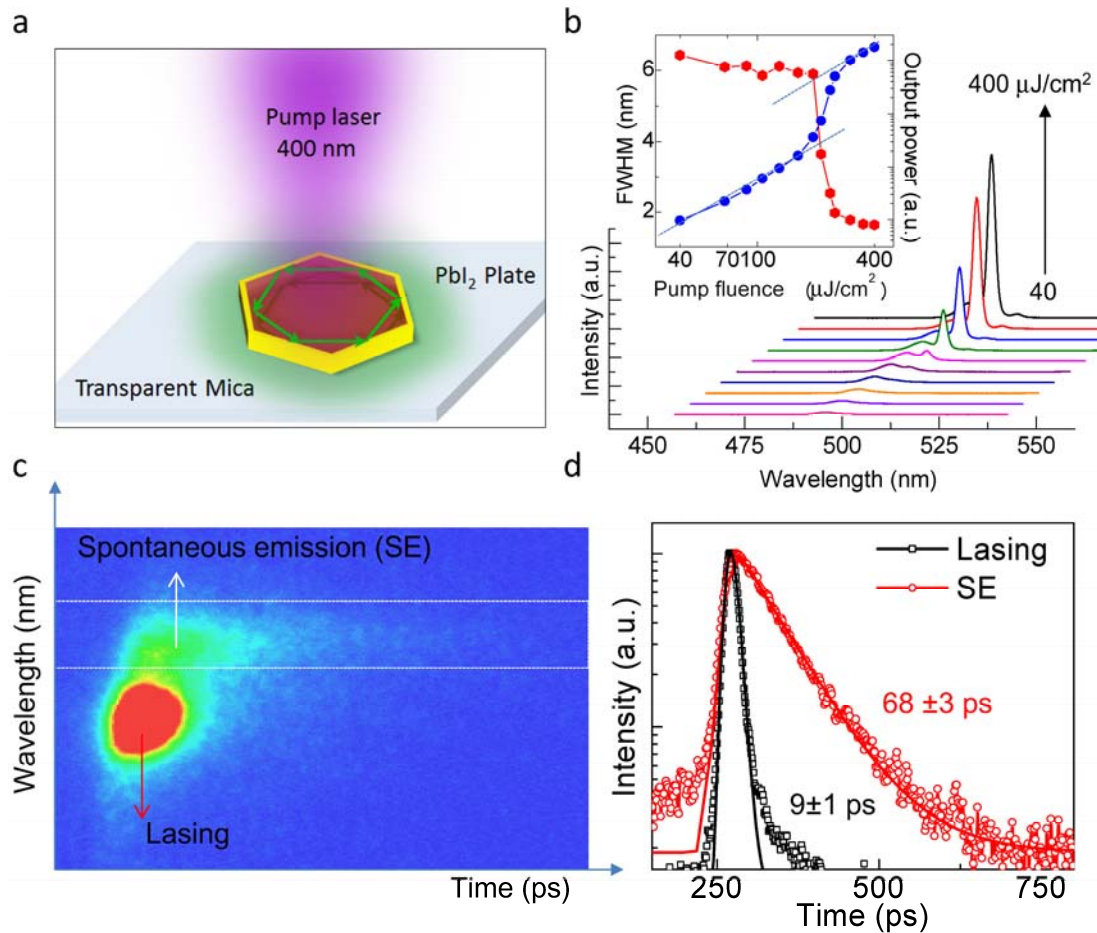 a
Pump laser
400 nm
PbI₂ Plate
Transparent Mica
b
FWHM (nm)
6
4
2
Output power (a.u.)
40 70 100 400
Pump fluence (μJ/cm²)
400 μJ/cm²
40
Intensity (a.u.)
450 475 500 525 550
Wavelength (nm)
c
Spontaneous emission (SE)
Wavelength (nm)
Lasing
Time (ps)
d
Lasing
SE
Intensity (a.u.)
68 ±3 ps
9±1 ps
250 500 750
Time (ps)